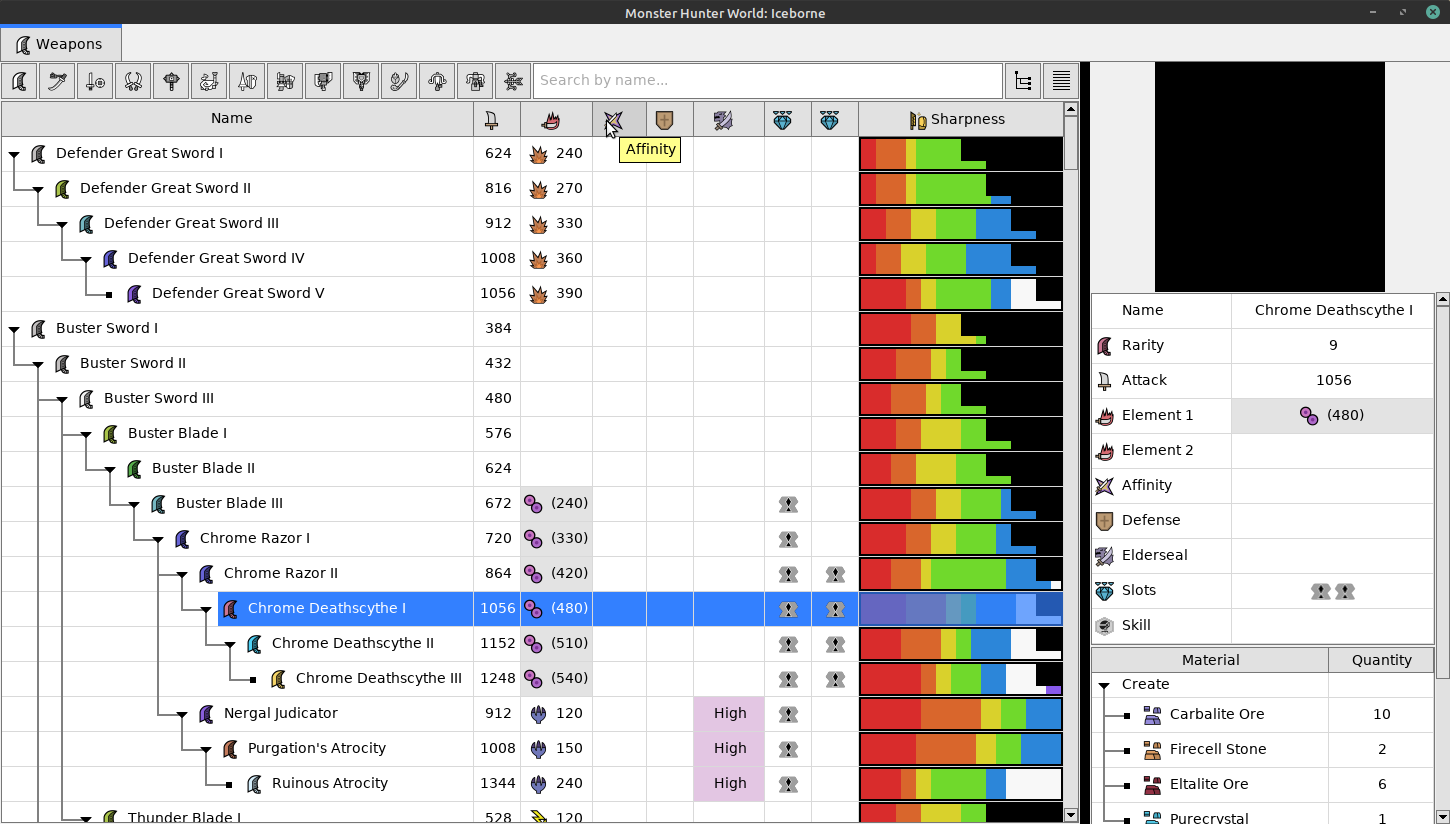 Monster Hunter World: Iceborne
Weapons
Search by name...
Name
Sharpness
Affinity
Defender Great Sword I 624 240
Defender Great Sword II 816 270
Defender Great Sword III 912 330
Defender Great Sword IV 1008 360
Defender Great Sword V 1056 390
Buster Sword I 384
Buster Sword II 432
Buster Sword III 480
Buster Blade I 576
Buster Blade II 624
Buster Blade III 672 (240)
Chrome Razor I 720 (330)
Chrome Razor II 864 (420)
Chrome Deathscythe I 1056 (480)
Chrome Deathscythe II 1152 (510)
Chrome Deathscythe III 1248 (540)
Nergal Judicator 912 120 High
Purgation's Atrocity 1008 150 High
Ruinous Atrocity 1344 240 High
Thunder Blade I 528 120
Name Chrome Deathscythe I
Rarity 9
Attack 1056
Element 1 (480)
Element 2
Affinity
Defense
Elderseal
Slots
Skill
Material Quantity
Create
Carbalite Ore 10
Firecell Stone 2
Eltalite Ore 6
Purecrystal 1